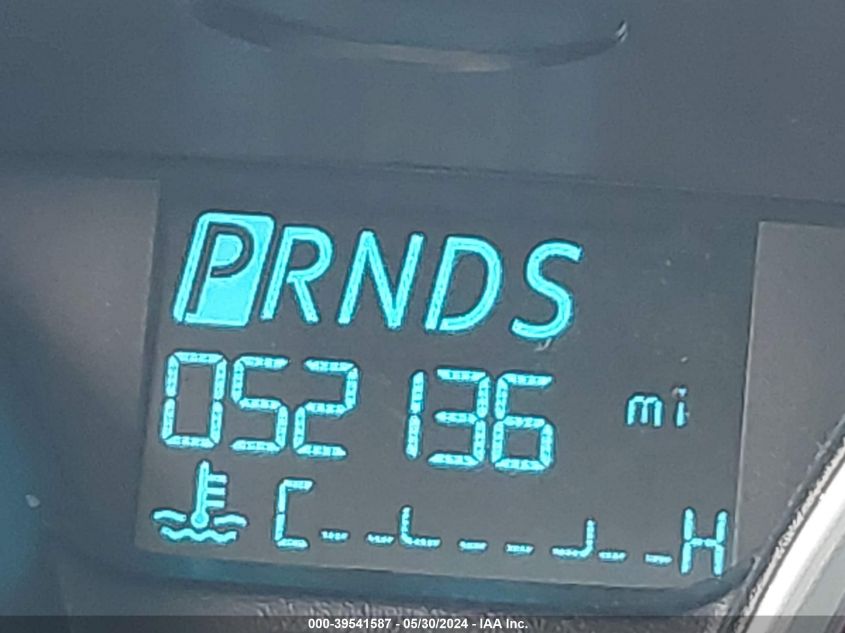 PRNDS
052136 mi
C H
000-39541587 - 05/30/2024 - IAA Inc.